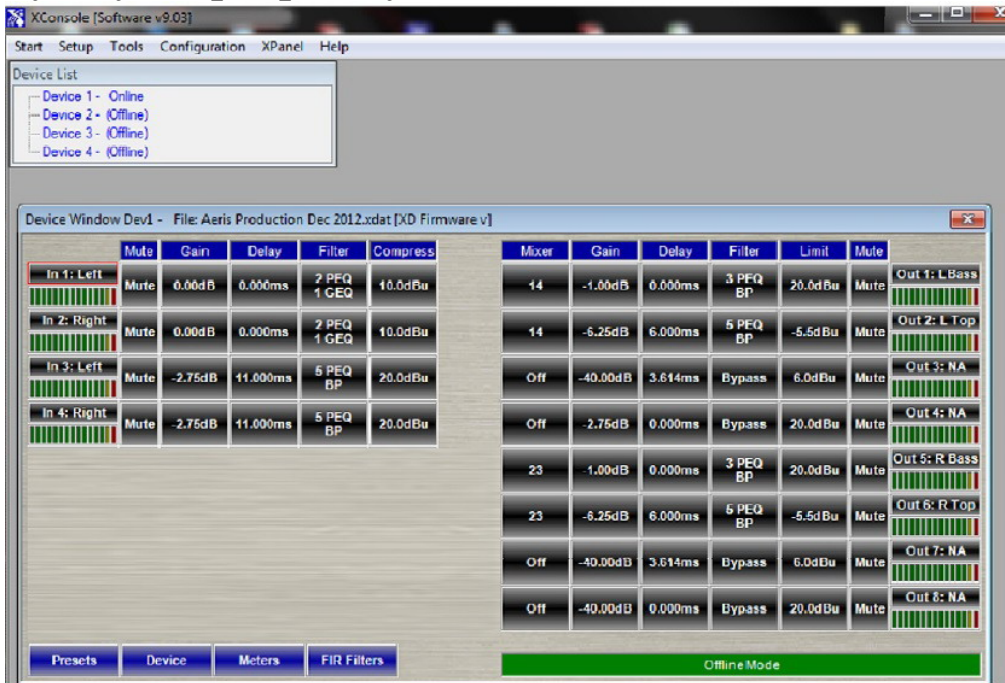 XConsole [Software v9.03]
Start Setup Tools Configuration XPanel Help
Device List
Device 1 - Online
Device 2 - (Offline)
Device 3 - (Offline)
Device 4 - (Offline)
Device Window Dev1 - File: Aeris Production Dec 2012.xdat [XD Firmware v]
Mute Gain Delay Filter Compress Mixer Gain Delay Filter Limit Mute
In 1: Left Mute 0.00dB 0.000ms 2 PEQ 1 GEQ 10.0dBu 14 -1.00dB 0.000ms 3 PEQ BP 20.0dBu Mute Out 1: L Bass
In 2: Right Mute 0.00dB 0.000ms 2 PEQ 1 GEQ 10.0dBu 14 -6.25dB 6.000ms 5 PEQ BP -5.5dBu Mute Out 2: L Top
In 3: Left Mute -2.75dB 11.000ms 5 PEQ BP 20.0dBu Off -40.00dB 3.614ms Bypass 6.0dBu Mute Out 3: NA
In 4: Right Mute -2.75dB 11.000ms 5 PEQ BP 20.0dBu Off -2.75dB 0.000ms Bypass 20.0dBu Mute Out 4: NA
23 -1.00dB 0.000ms 3 PEQ BP 20.0dBu Mute Out 5: R Bass
23 -6.25dB 6.000ms 5 PEQ BP -5.5dBu Mute Out 6: R Top
Off -40.00dB 3.614ms Bypass 6.0dBu Mute Out 7: NA
Off -40.00dB 0.000ms Bypass 20.0dBu Mute Out 8: NA
Presets Device Meters FIR Filters Offline Mode